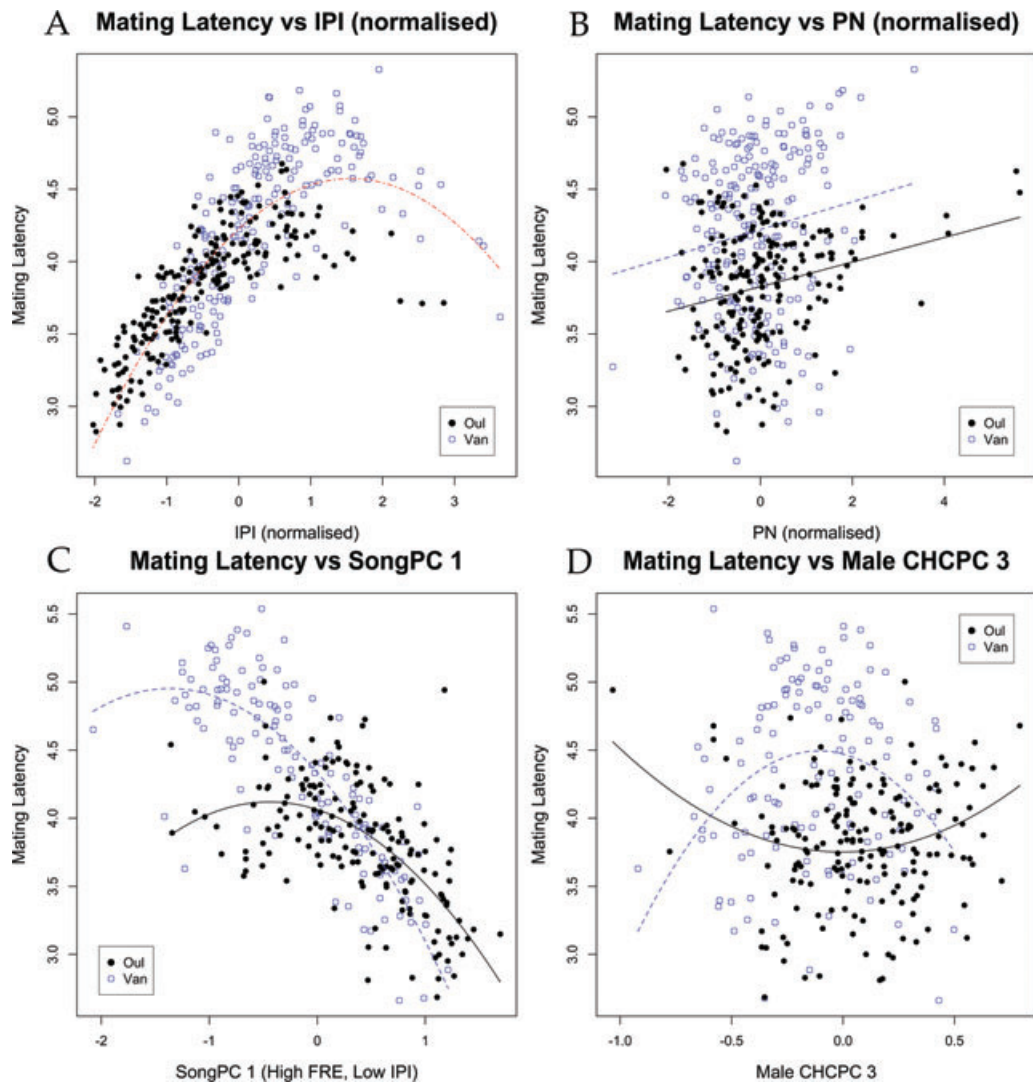 A Mating Latency vs IPI (normalised)
Mating Latency
5.0
4.5
4.0
3.5
3.0
-2 -1 0 1 2 3
IPI (normalised)
Oul
Van
B Mating Latency vs PN (normalised)
Mating Latency
5.0
4.5
4.0
3.5
3.0
-2 0 2 4
PN (normalised)
Oul
Van
C Mating Latency vs SongPC 1
Mating Latency
5.5
5.0
4.5
4.0
3.5
3.0
-2 -1 0 1
SongPC 1 (High FRE, Low IPI)
Oul
Van
D Mating Latency vs Male CHCPC 3
Mating Latency
5.5
5.0
4.5
4.0
3.5
3.0
-1.0 -0.5 0.0 0.5
Male CHCPC 3
Oul
Van